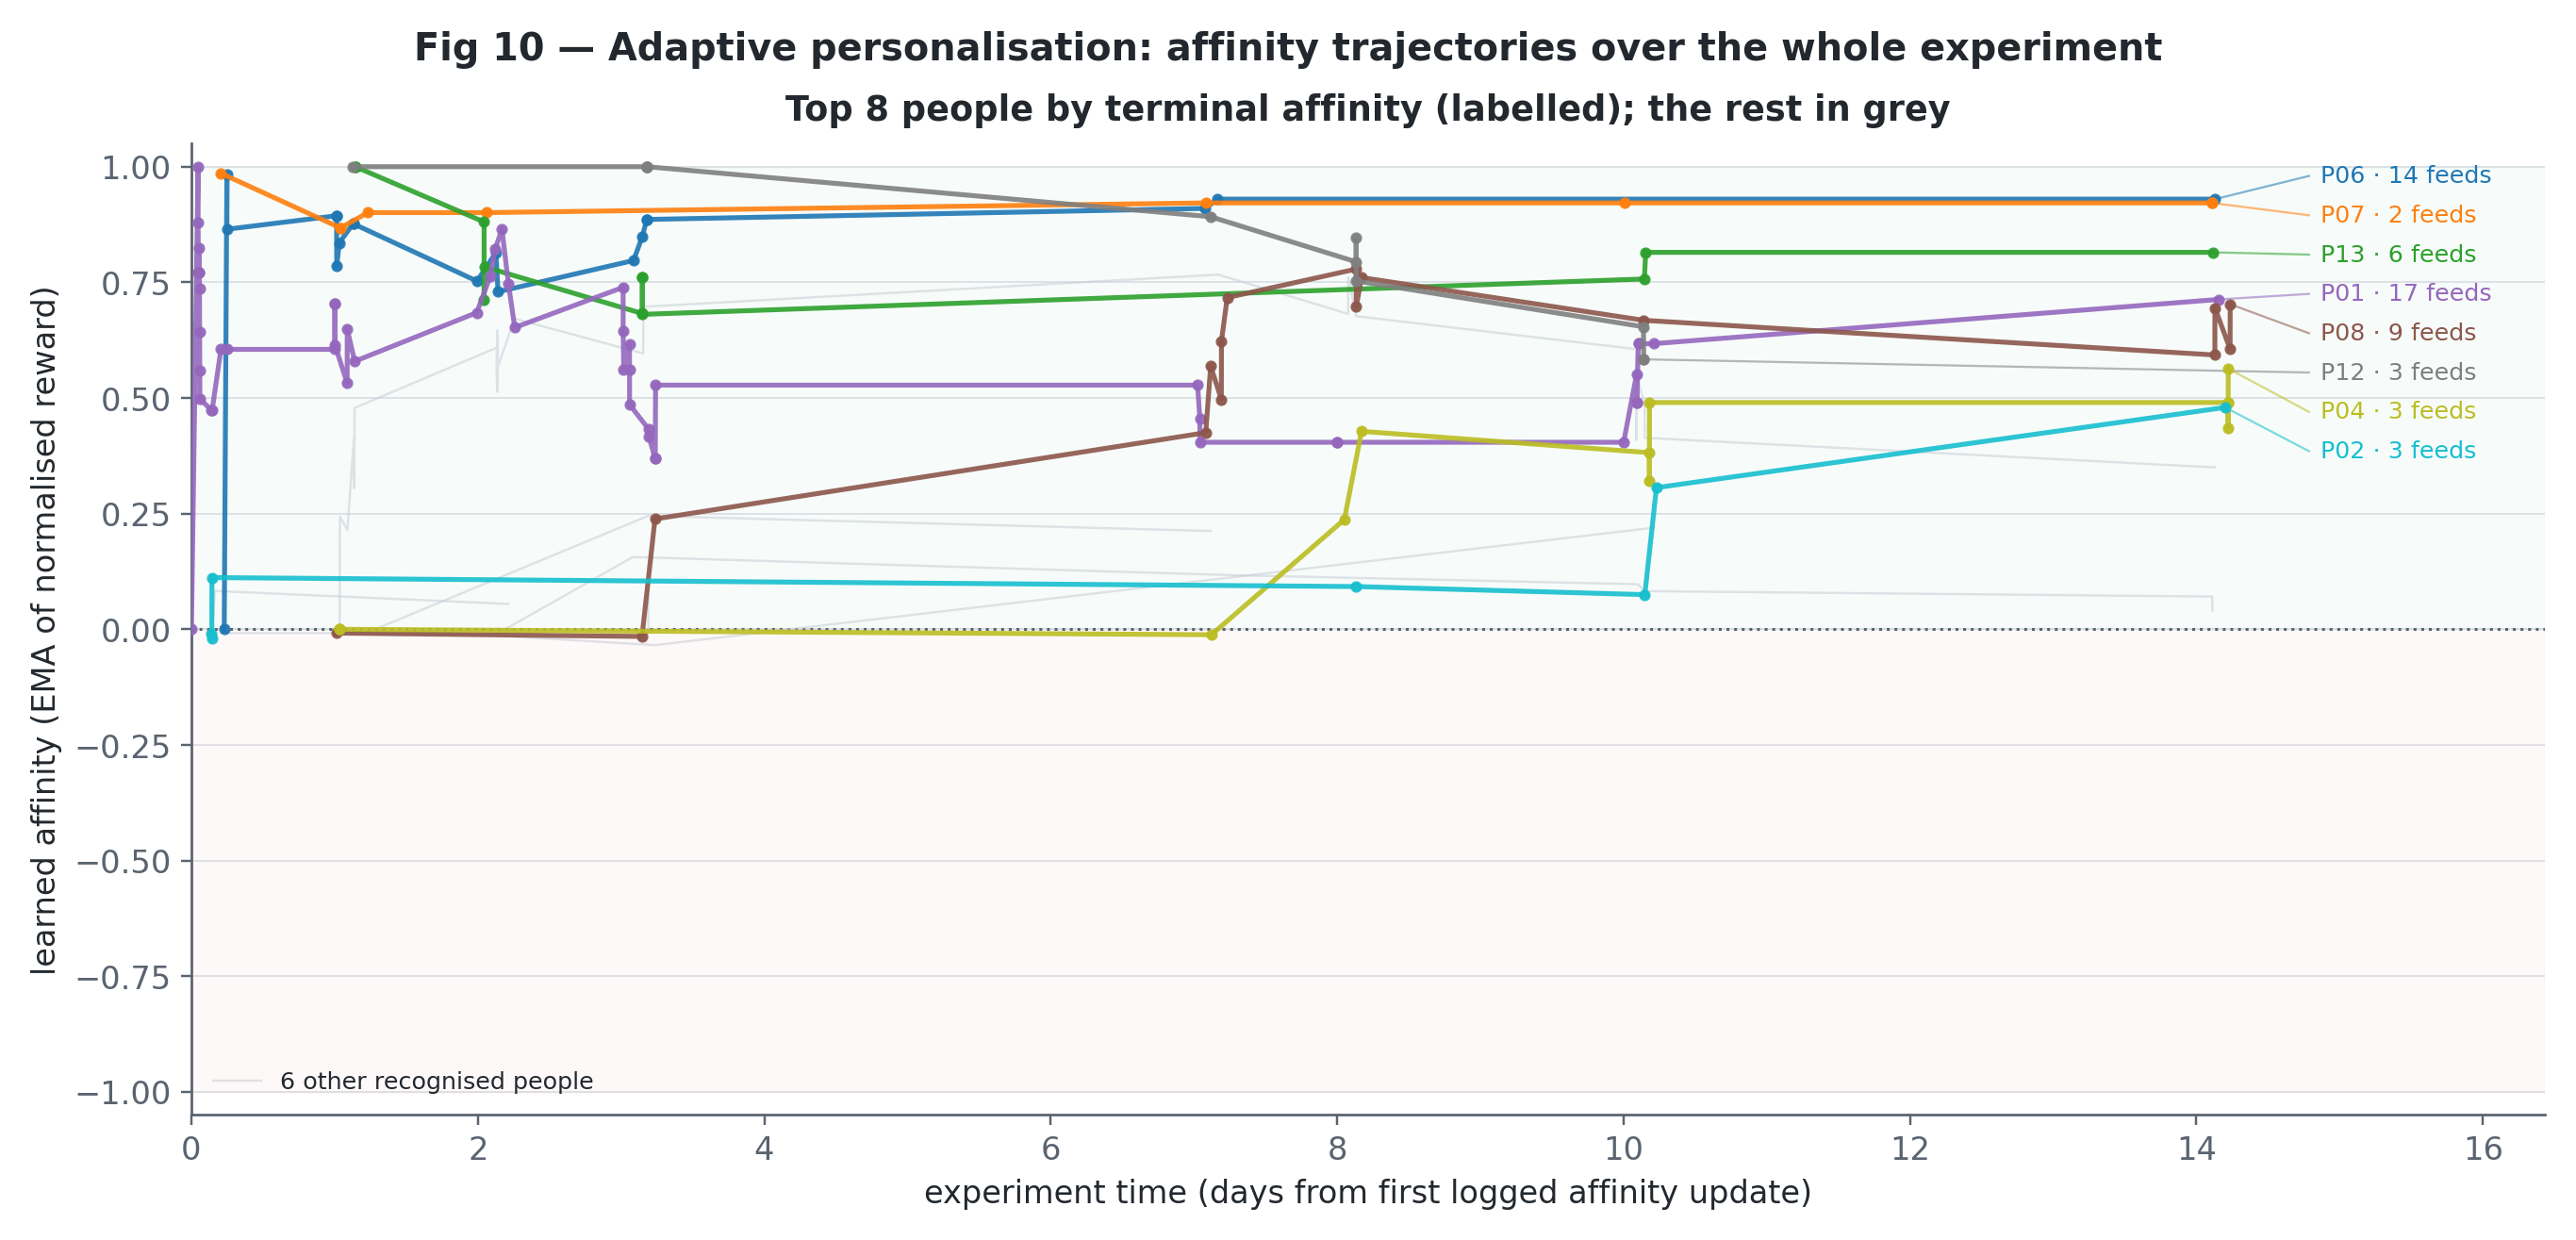 Fig 10 — Adaptive personalisation: affinity trajectories over the whole experiment
Top 8 people by terminal affinity (labelled); the rest in grey
learned affinity (EMA of normalised reward)
1.00
0.75
0.50
0.25
0.00
−0.25
−0.50
−0.75
−1.00
P06 · 14 feeds
P07 · 2 feeds
P13 · 6 feeds
P01 · 17 feeds
P08 · 9 feeds
P12 · 3 feeds
P04 · 3 feeds
P02 · 3 feeds
6 other recognised people
0 2 4 6 8 10 12 14 16
experiment time (days from first logged affinity update)